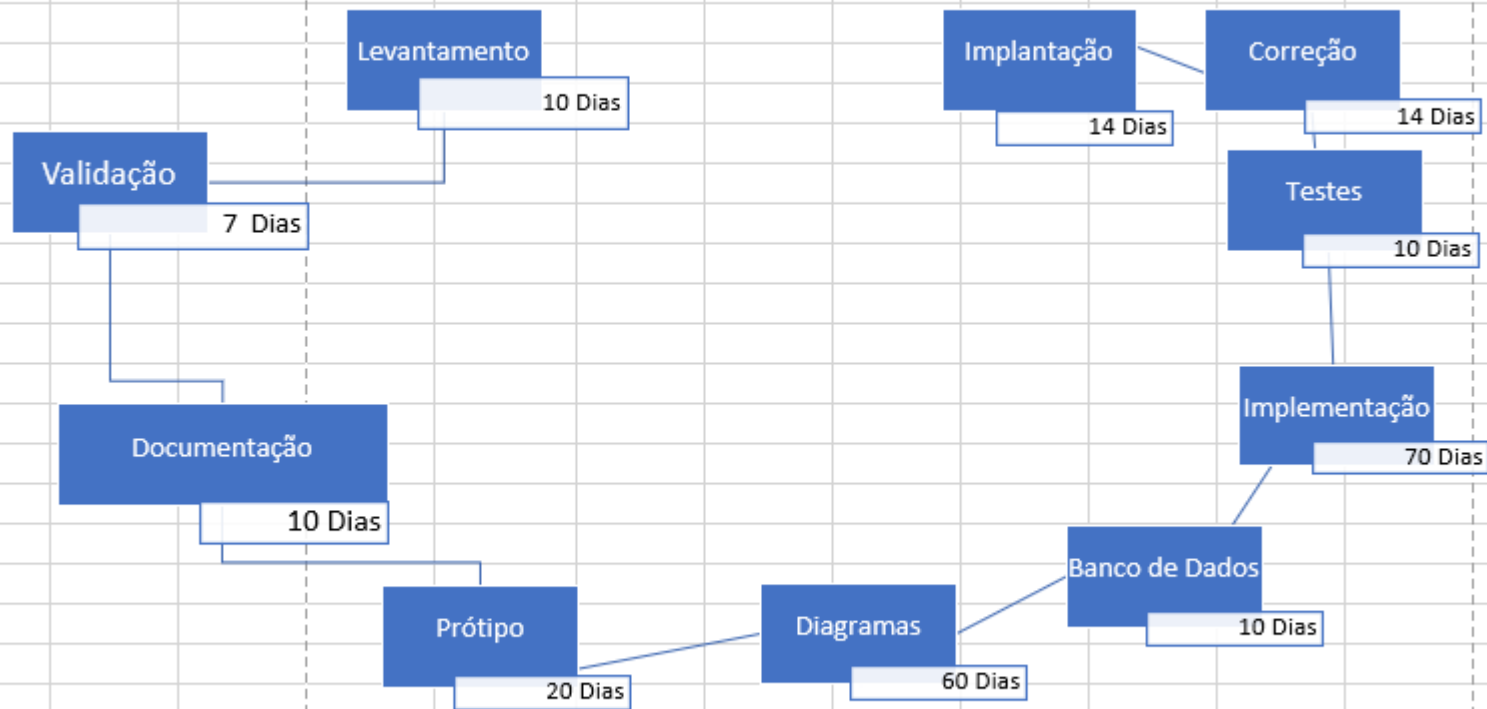 Levantamento
10 Dias
Validação
7 Dias
Documentação
10 Dias
Prótipo
20 Dias
Diagramas
60 Dias
Banco de Dados
10 Dias
Implementação
70 Dias
Testes
10 Dias
Correção
14 Dias
Implantação
14 Dias